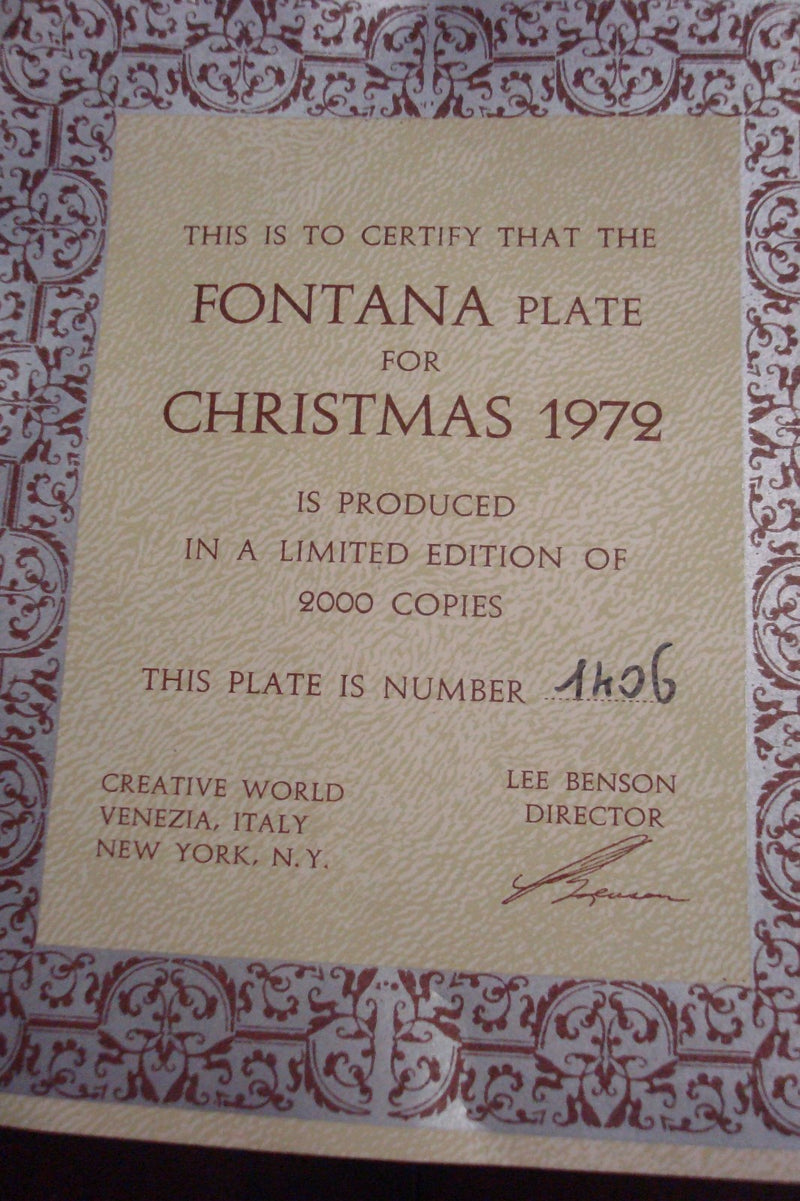 THIS IS TO CERTIFY THAT THE
FONTANA PLATE
FOR
CHRISTMAS 1972
IS PRODUCED
IN A LIMITED EDITION OF
2000 COPIES
THIS PLATE IS NUMBER 1406
CREATIVE WORLD
VENEZIA, ITALY
NEW YORK, N.Y.
LEE BENSON
DIRECTOR
LBenson